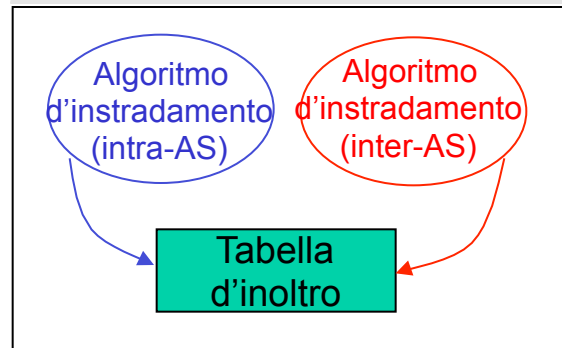 Algoritmo
d'instradamento
(intra-AS)
Algoritmo
d'instradamento
(inter-AS)
Tabella
d'inoltro